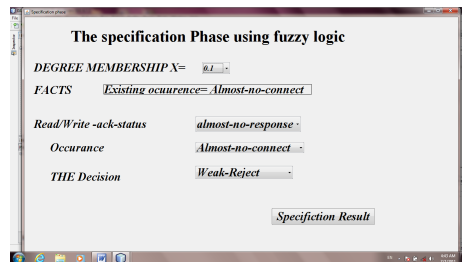 Specification phase
The specification Phase using fuzzy logic
DEGREE MEMBERSHIP X= 0.1
FACTS Existing ocuurence= Almost-no-connect
Read/Write -ack-status almost-no-response
Occurance Almost-no-connect
THE Decision Weak-Reject
Specifiction Result